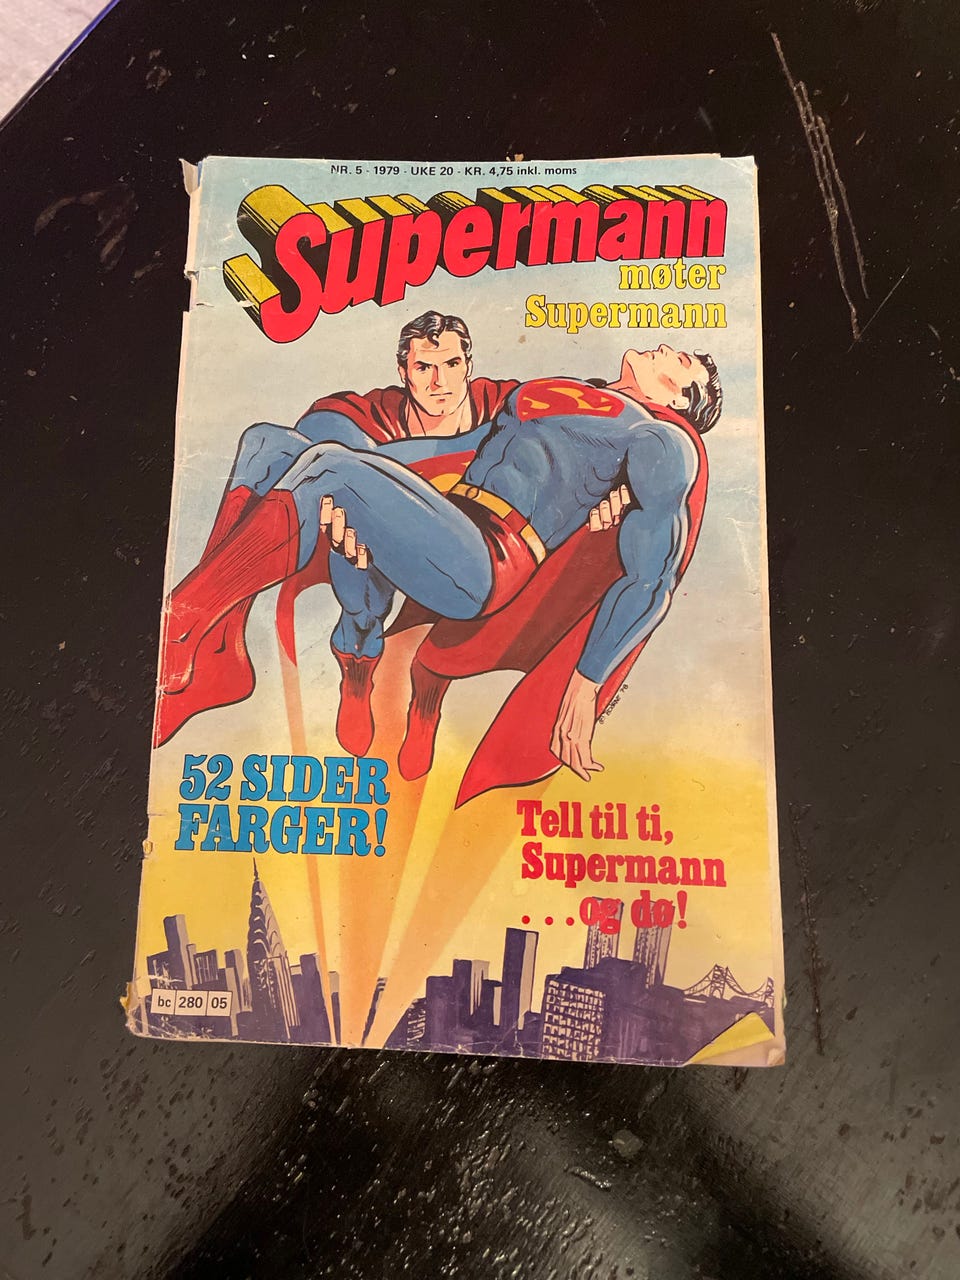 NR. 5 - 1979 - UKE 20 - KR. 4,75 inkl. moms
Supermann
møter
Supermann
52 SIDER
FARGER!
Tell til ti,
Supermann
...og dø!
bc 280 05